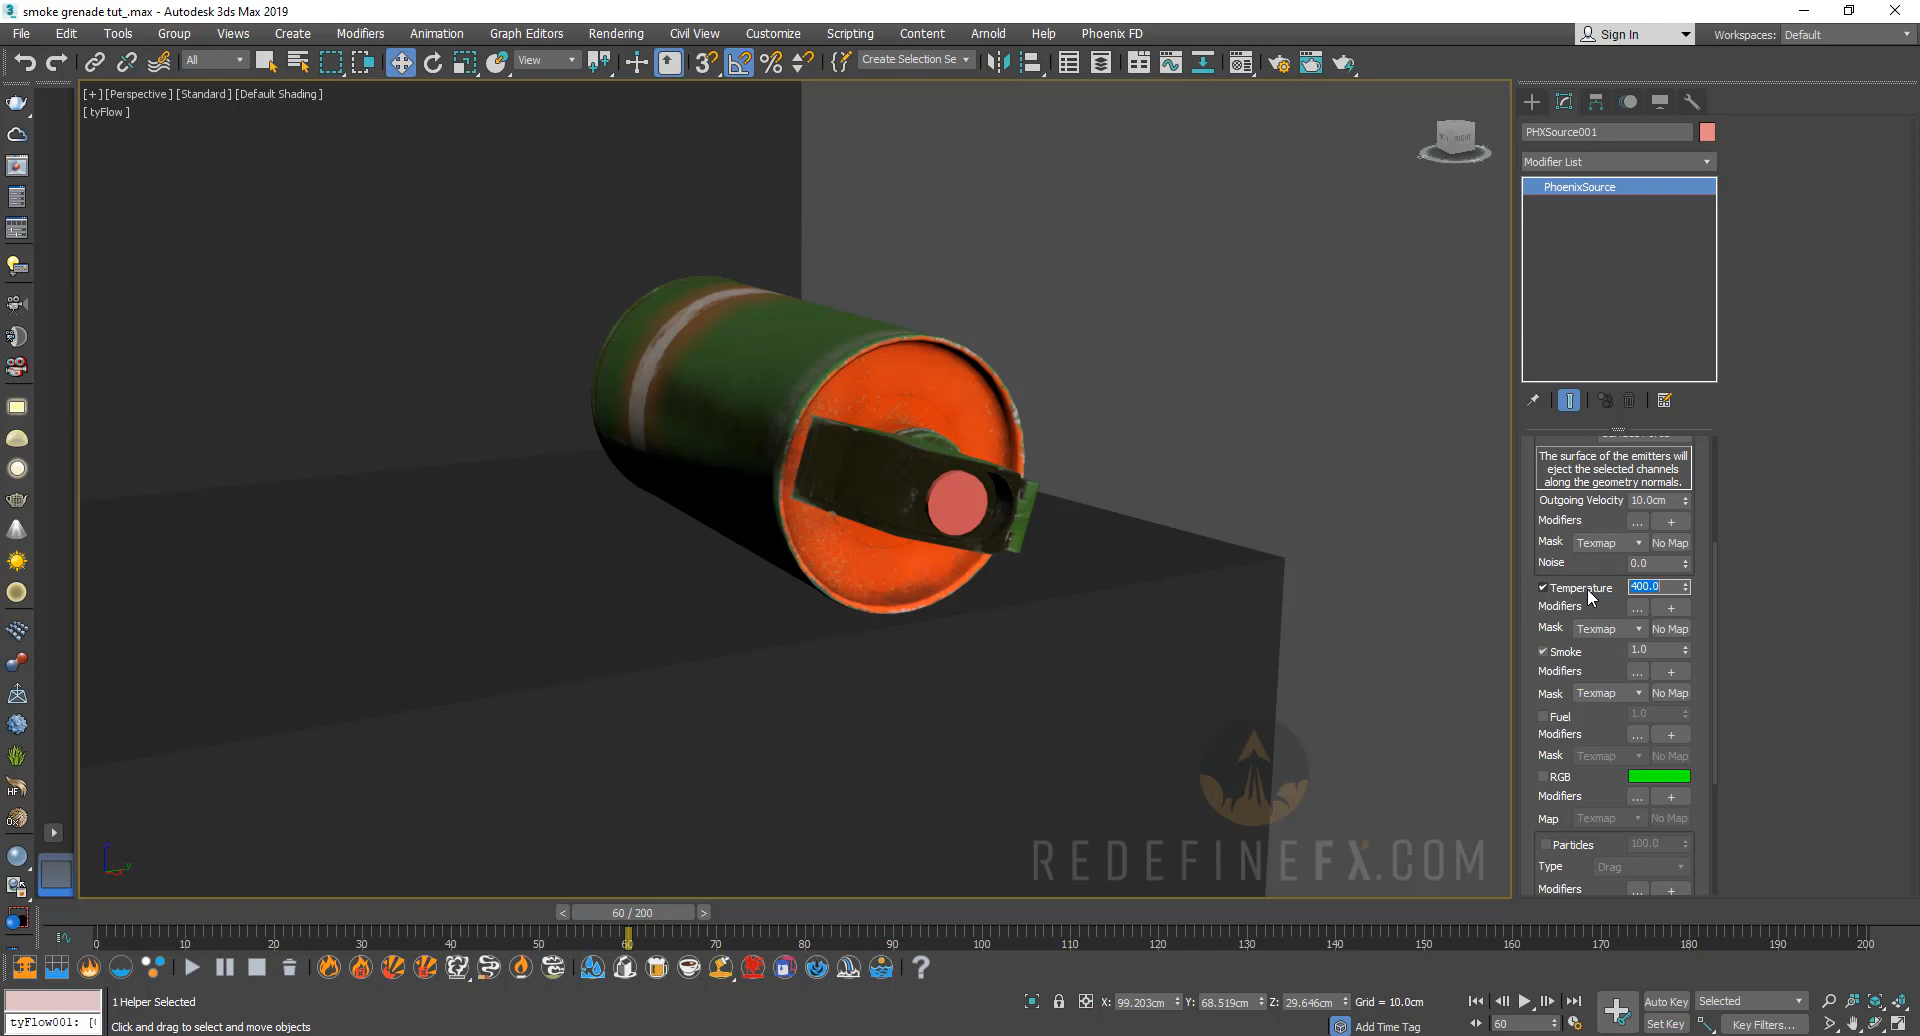 smoke grenade tut_.max - Autodesk 3ds Max 2019
File Edit Tools Group Views Create Modifiers Animation Graph Editors Rendering Civil View Customize Scripting Content Arnold Help Phoenix FD
Sign In
Workspaces: Default
All
View
Create Selection Se
[+][Perspective][Standard][Default Shading]
[tyFlow]
RIGHT
PHXSource001
Modifier List
PhoenixSource
The surface of the emitters will
eject the selected channels
along the geometry normals.
Outgoing Velocity 10.0cm
Modifiers ... +
Mask Texmap No Map
Noise 0.0
Temperature 400.0
Modifiers ... +
Mask Texmap No Map
Smoke 1.0
Modifiers ... +
Mask Texmap No Map
Fuel 1.0
Modifiers ... +
Mask Texmap No Map
RGB
Modifiers ... +
Map Texmap No Map
Particles 100.0
Type Drag
Modifiers ... +
REDEFINEFX.COM
< 60 / 200 >
0 10 20 30 40 50 60 70 80 90 100 110 120 130 140 150 160 170 180 190 200
1 Helper Selected
X: 99.203cm Y: 68.519cm Z: 29.646cm Grid = 10.0cm
Auto Key Selected
tyFlow001: [
Click and drag to select and move objects
Add Time Tag
60
Set Key Key Filters...